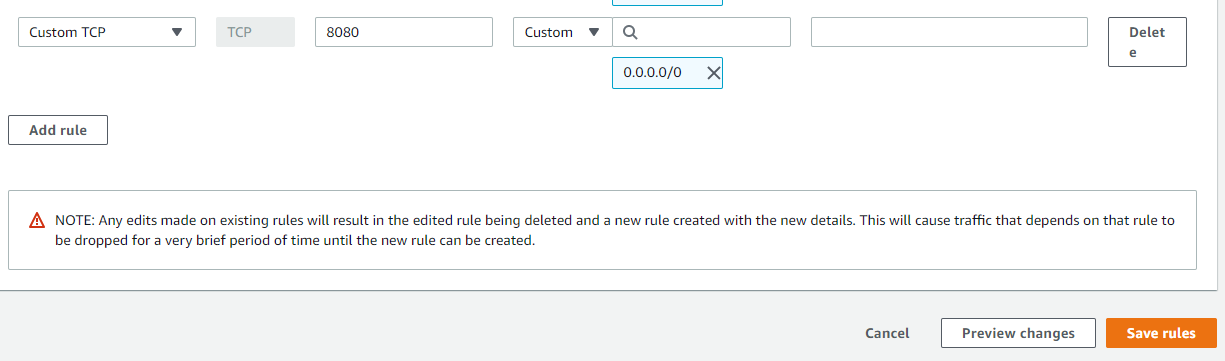 Custom TCP TCP 8080 Custom Delet
e
0.0.0.0/0
Add rule
NOTE: Any edits made on existing rules will result in the edited rule being deleted and a new rule created with the new details. This will cause traffic that depends on that rule to
be dropped for a very brief period of time until the new rule can be created.
Cancel Preview changes Save rules